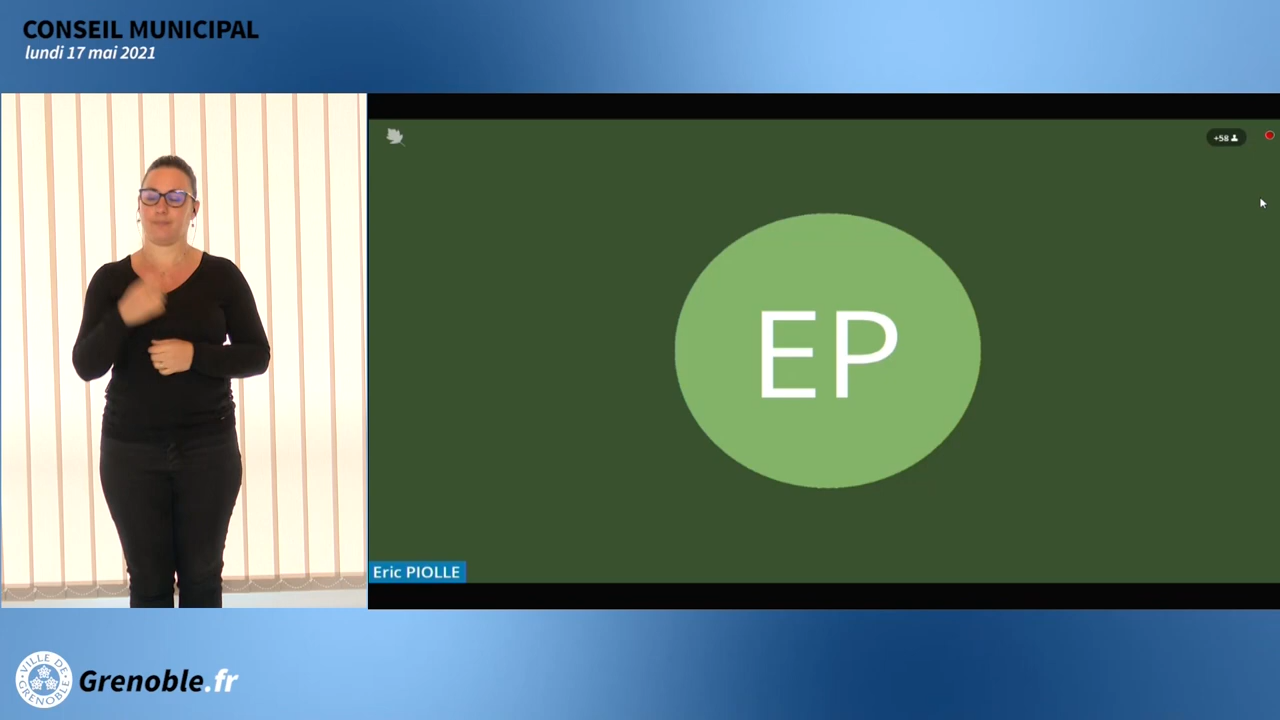 CONSEIL MUNICIPAL
lundi 17 mai 2021
+58
EP
Eric PIOLLE
VILLE DE
GRENOBLE
Grenoble.fr